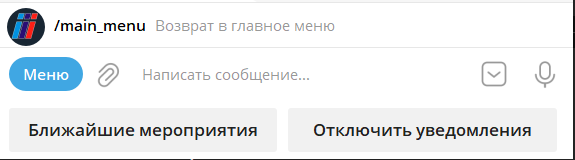 /main_menu Возврат в главное меню
Меню Написать сообщение...
Ближайшие мероприятия Отключить уведомления